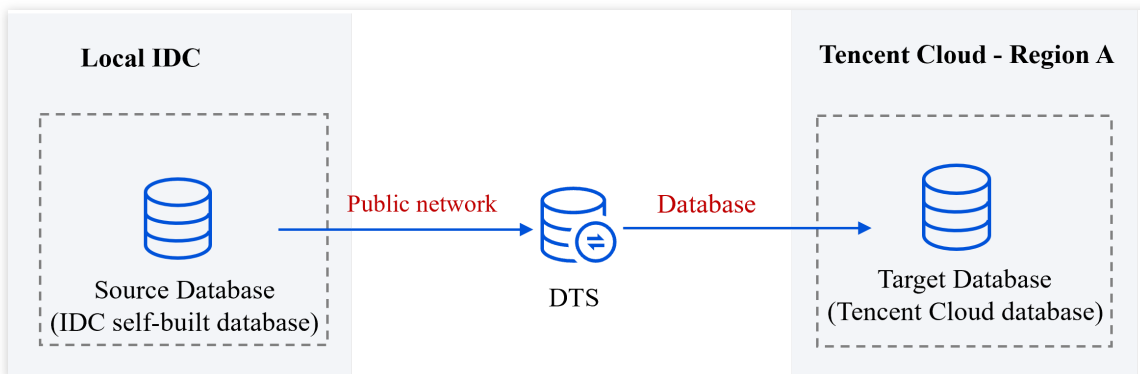 Local IDC
Tencent Cloud - Region A
Public network
Database
Source Database
(IDC self-built database)
DTS
Target Database
(Tencent Cloud database)